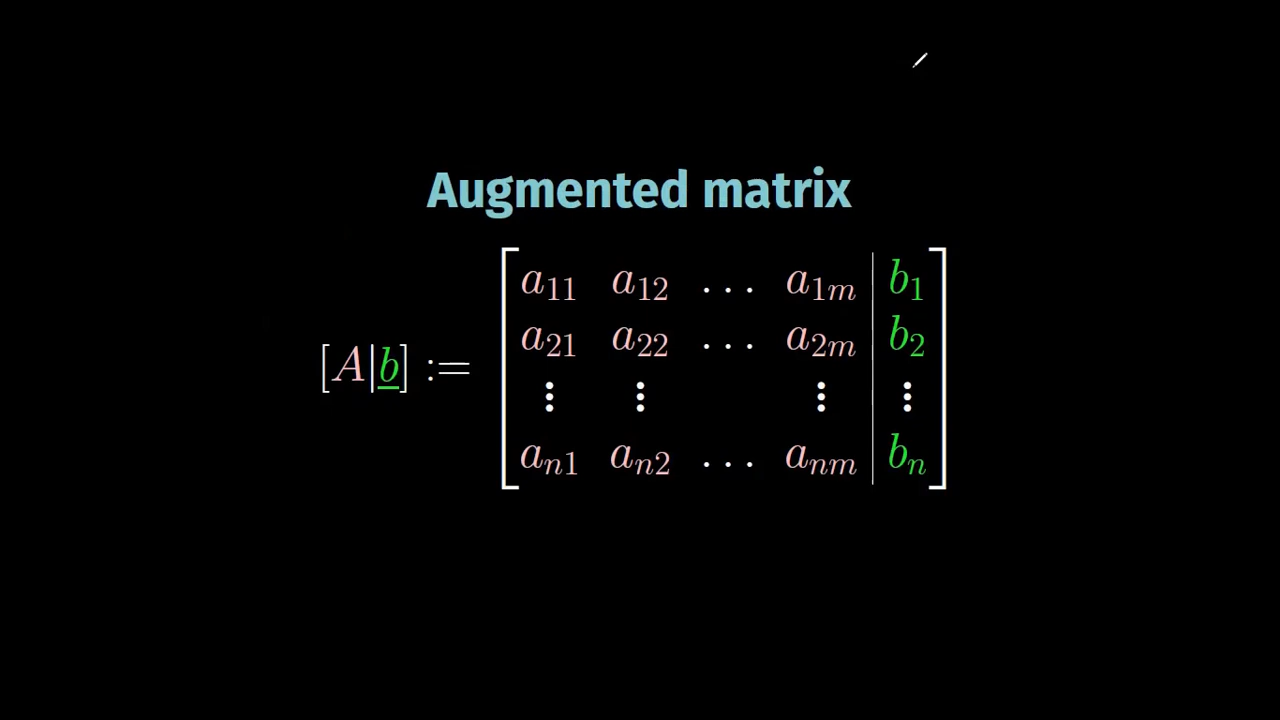 Augmented matrix
[A|b] :=
a11 a12 ... a1m | b1
a21 a22 ... a2m | b2
⋮ ⋮ ⋮ | ⋮
an1 an2 ... anm | bn